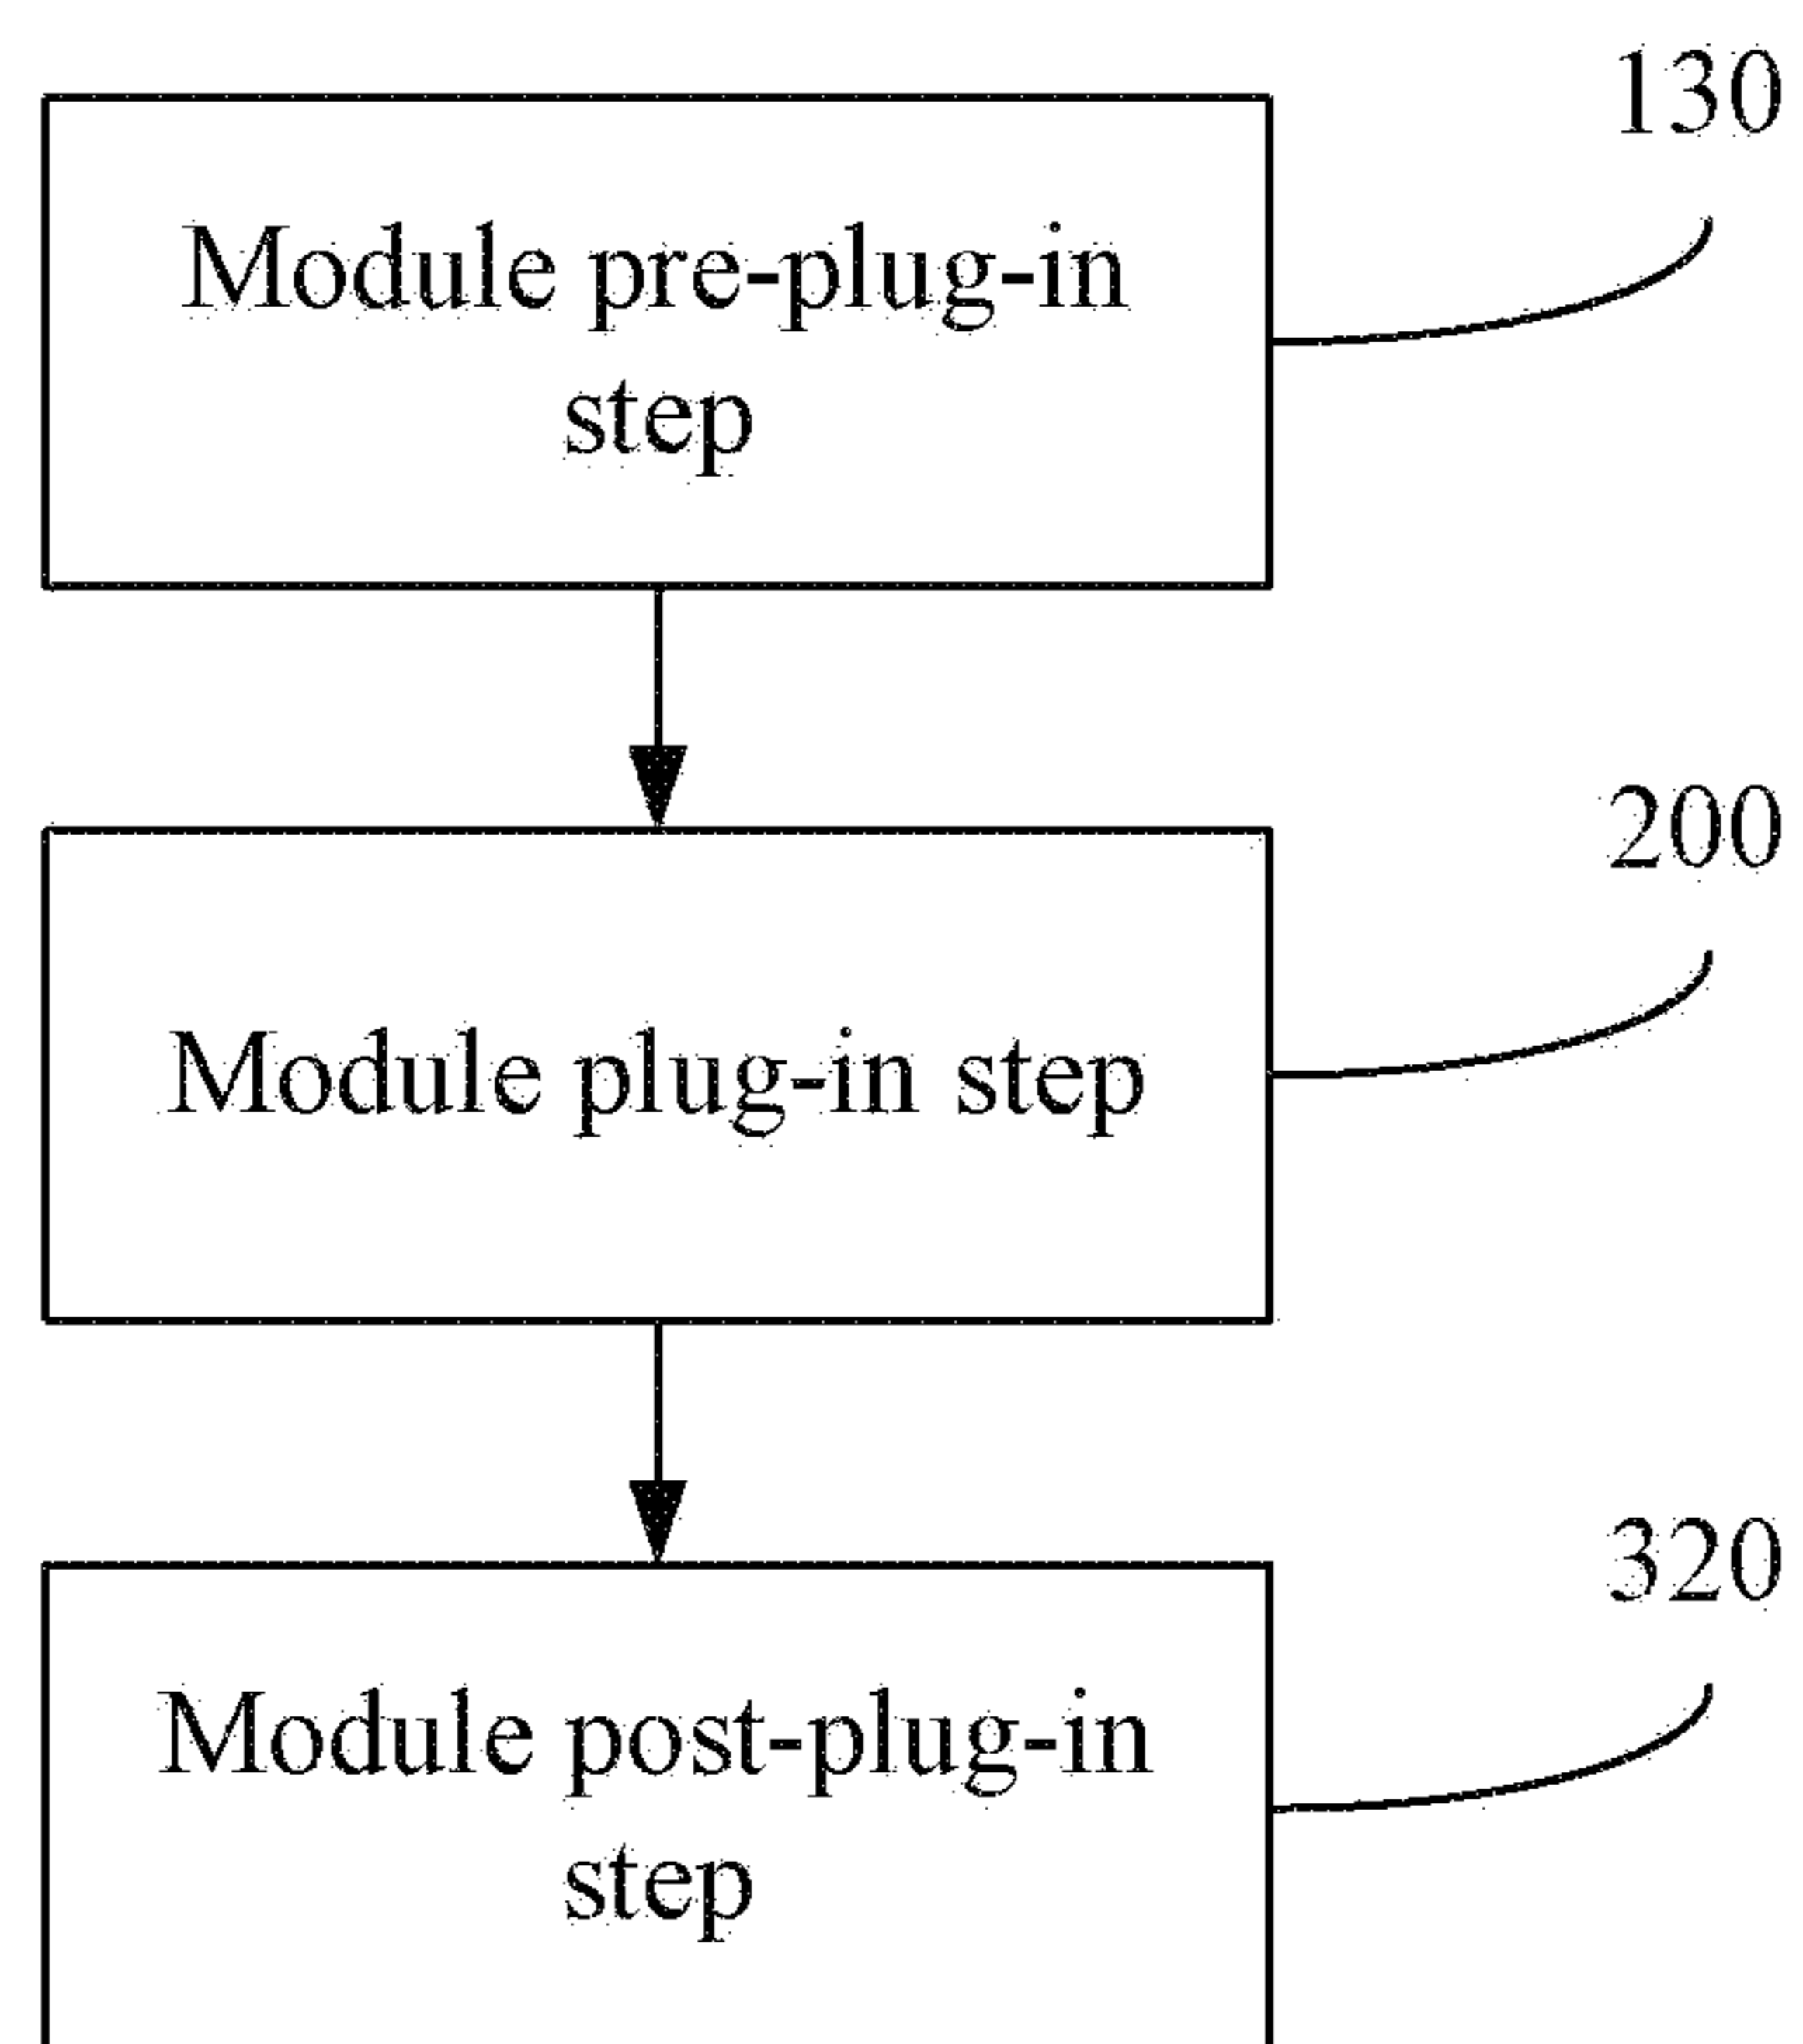 130
Module pre-plug-in
step
200
Module plug-in step
320
Module post-plug-in
step